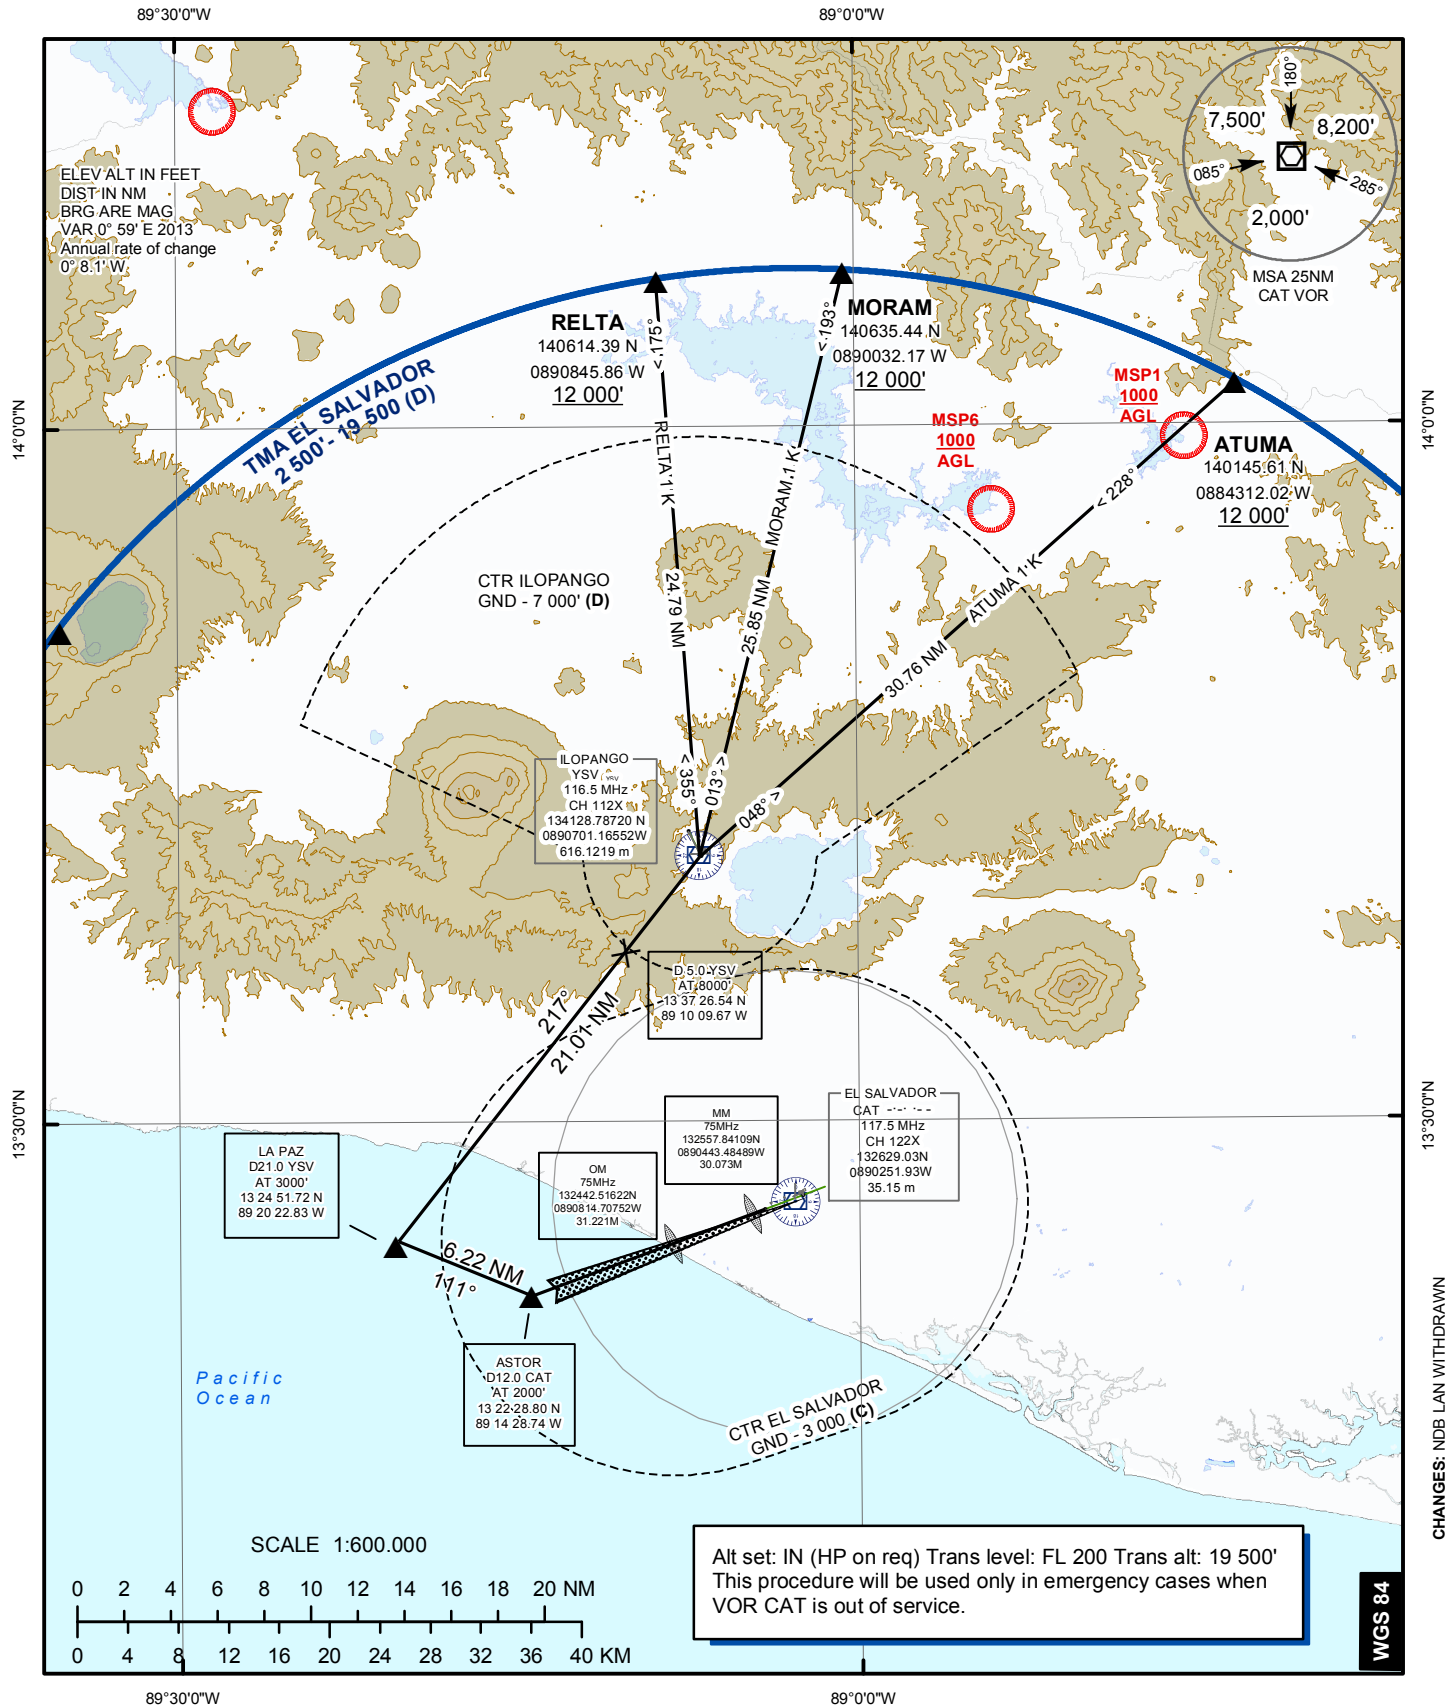 89°30'0"W
89°0'0"W
180°
7,500'
8,200'
085°
285°
2,000'
MSA 25NM
CAT VOR
ELEV ALT IN FEET
DIST IN NM
BRG ARE MAG
VAR 0° 59' E 2013
Annual rate of change
0° 8.1' W
RELTA
140614.39 N
0890845.86 W
12 000'
< 175°
MORAM
140635.44 N
0890032.17 W
12 000'
< 193°
TMA EL SALVADOR
2 500'- 19 500 (D)
MSP1
1000
AGL
MSP6
1000
AGL
ATUMA
140145.61 N
0884312.02 W
12 000'
< 228°
14°0'0"N
14°0'0"N
RELTA 1 K
24.79 NM
MORAM 1 K
25.85 NM
ATUMA 1 K
30.76 NM
CTR ILOPANGO
GND - 7 000' (D)
ILOPANGO
YSV YSV
116.5 MHz
CH 112X
134128.78720 N
0890701.16552W
616.1219 m
< 355°
013° >
048° >
D 5.0 YSV
AT 8000'
13 37 26.54 N
89 10 09.67 W
217°
21.01 NM
13°30'0"N
13°30'0"N
EL SALVADOR
CAT -·-· ·- -
117.5 MHz
CH 122X
132629.03N
0890251.93W
35.15 m
MM
75MHz
132557.84109N
0890443.48489W
30.073M
OM
75MHz
132442.51622N
0890814.70752W
31.221M
LA PAZ
D21.0 YSV
AT 3000'
13 24 51.72 N
89 20 22.83 W
6.22 NM
111°
ASTOR
D12.0 CAT
AT 2000'
13 22 28.80 N
89 14 28.74 W
Pacific
Ocean
CTR EL SALVADOR
GND - 3 000 (C)
CHANGES: NDB LAN WITHDRAWN
SCALE 1:600.000
0 2 4 6 8 10 12 14 16 18 20 NM
0 4 8 12 16 20 24 28 32 36 40 KM
Alt set: IN (HP on req) Trans level: FL 200 Trans alt: 19 500'
This procedure will be used only in emergency cases when
VOR CAT is out of service.
WGS 84
89°30'0"W
89°0'0"W